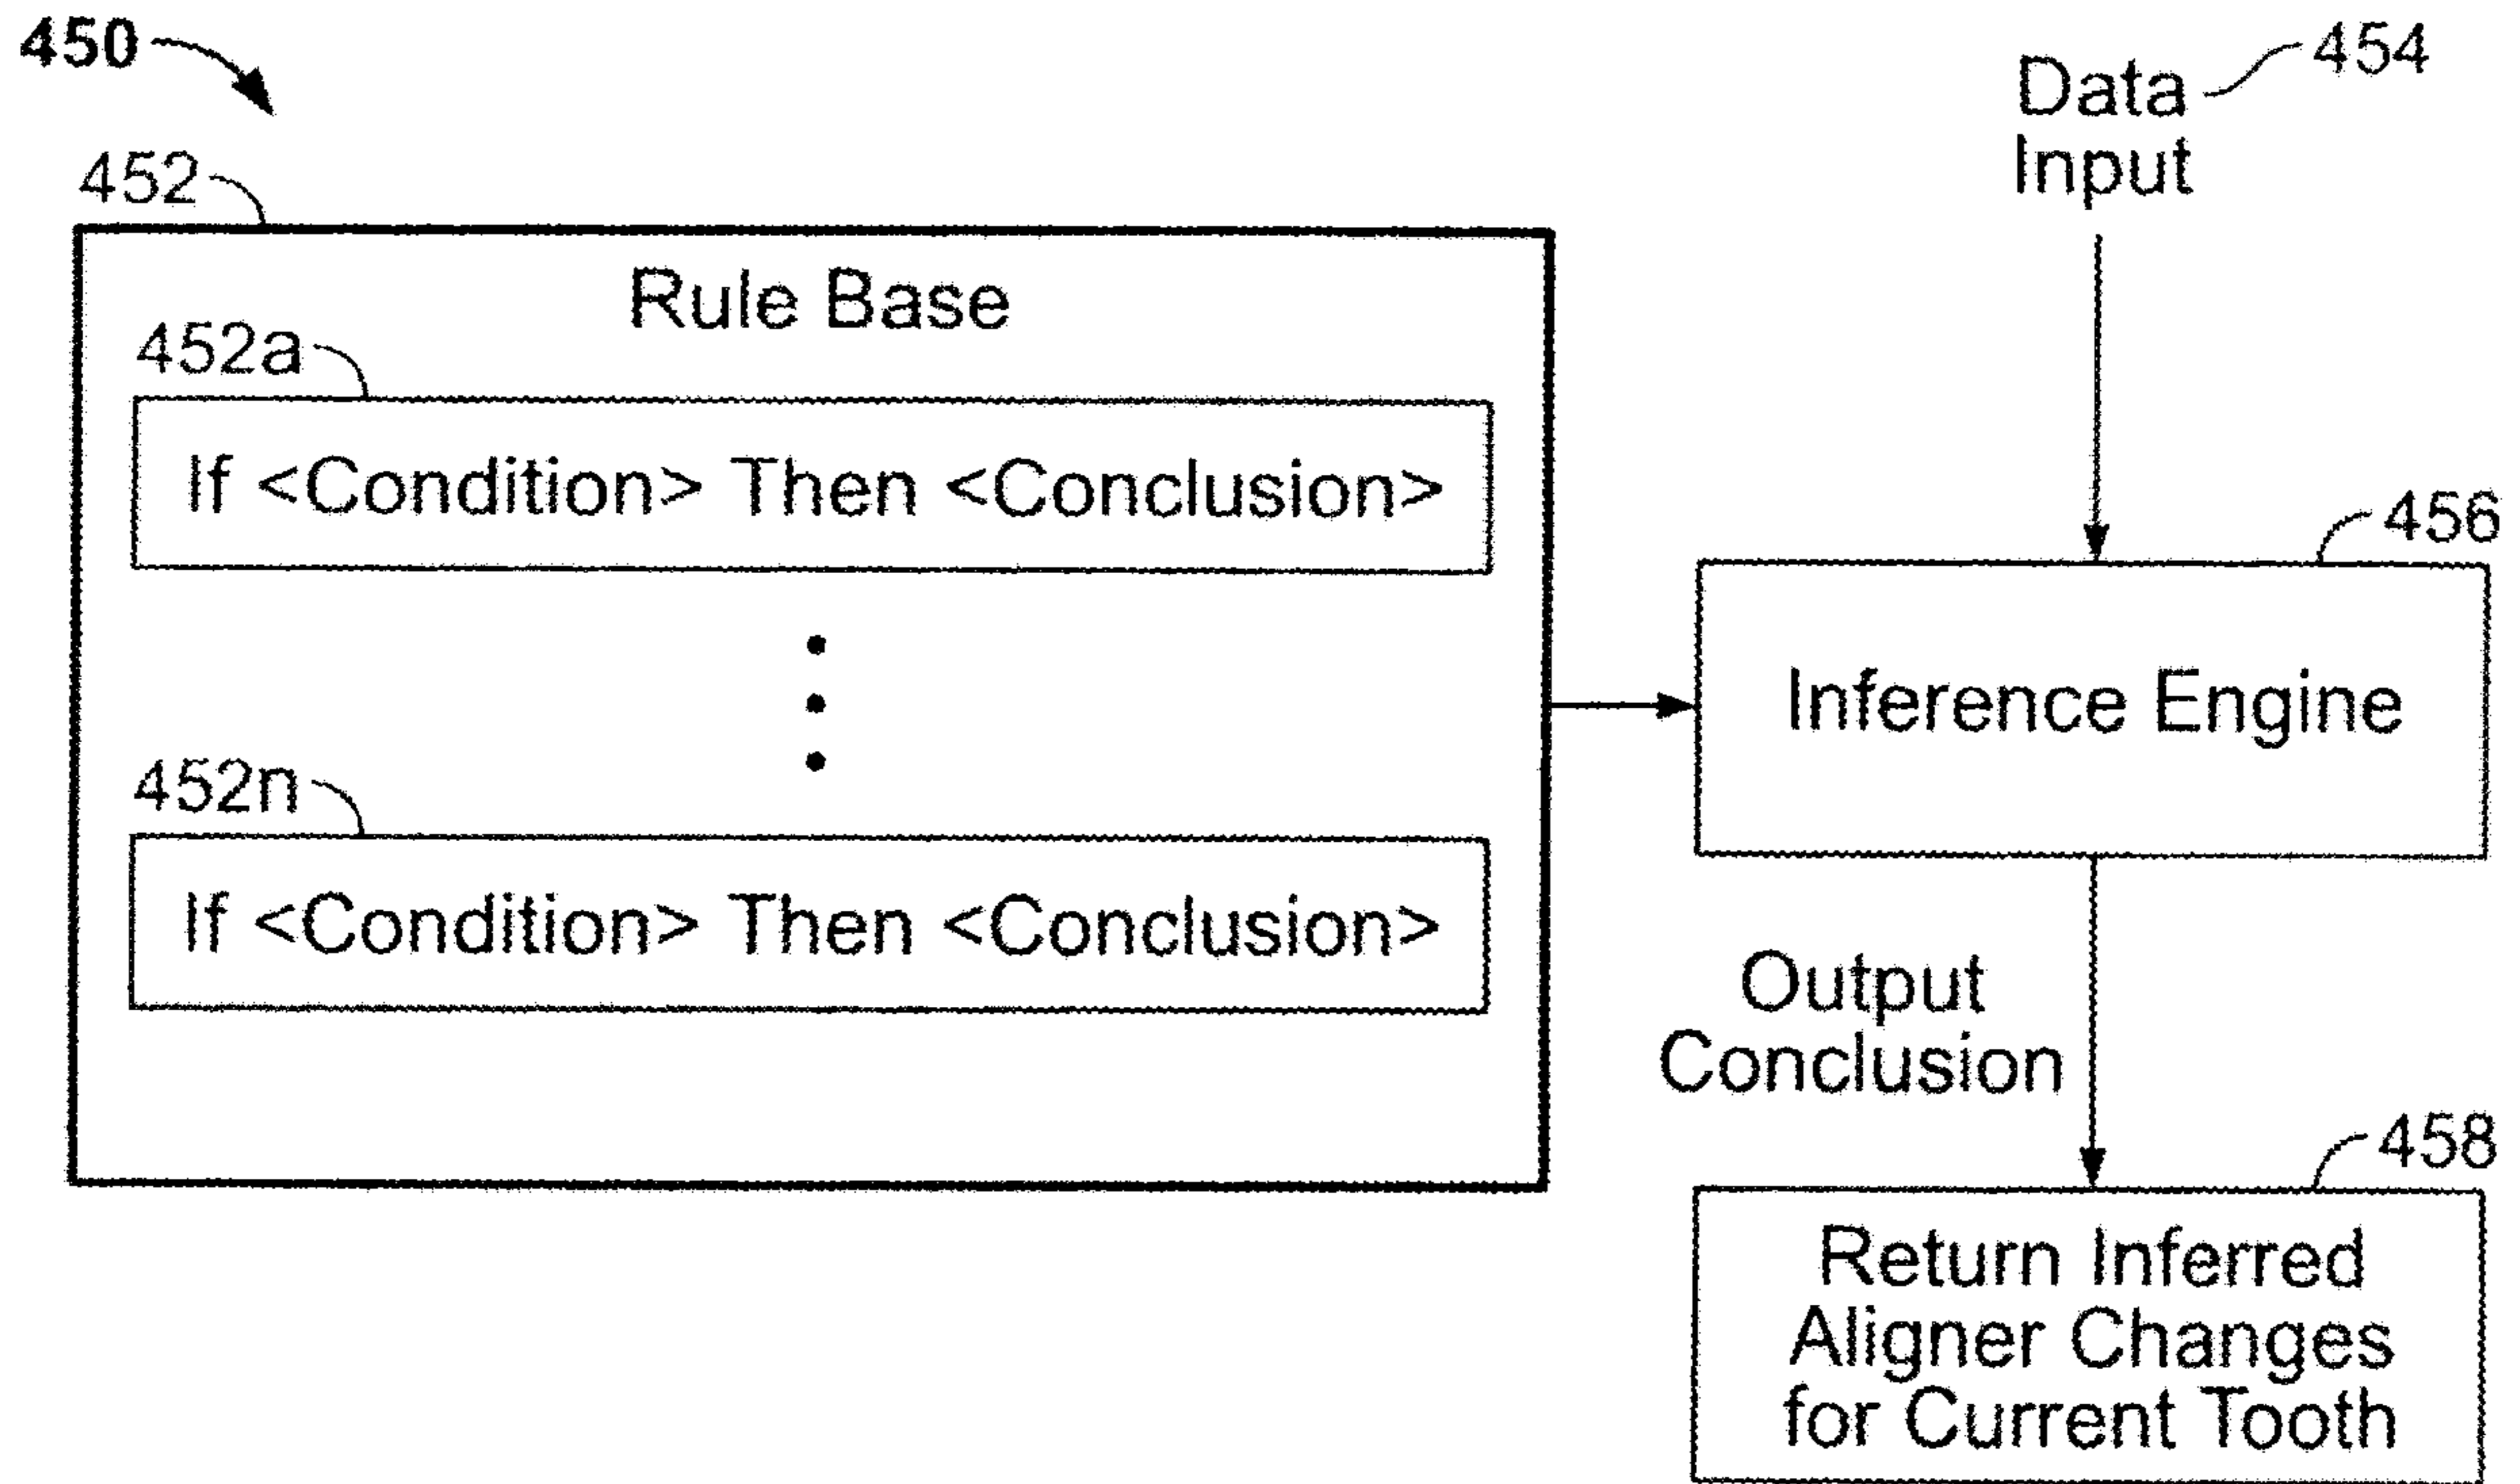 450
454
Data
Input
452
Rule Base
452a
If <Condition> Then <Conclusion>
452n
If <Condition> Then <Conclusion>
456
Inference Engine
Output
Conclusion
458
Return Inferred
Aligner Changes
for Current Tooth